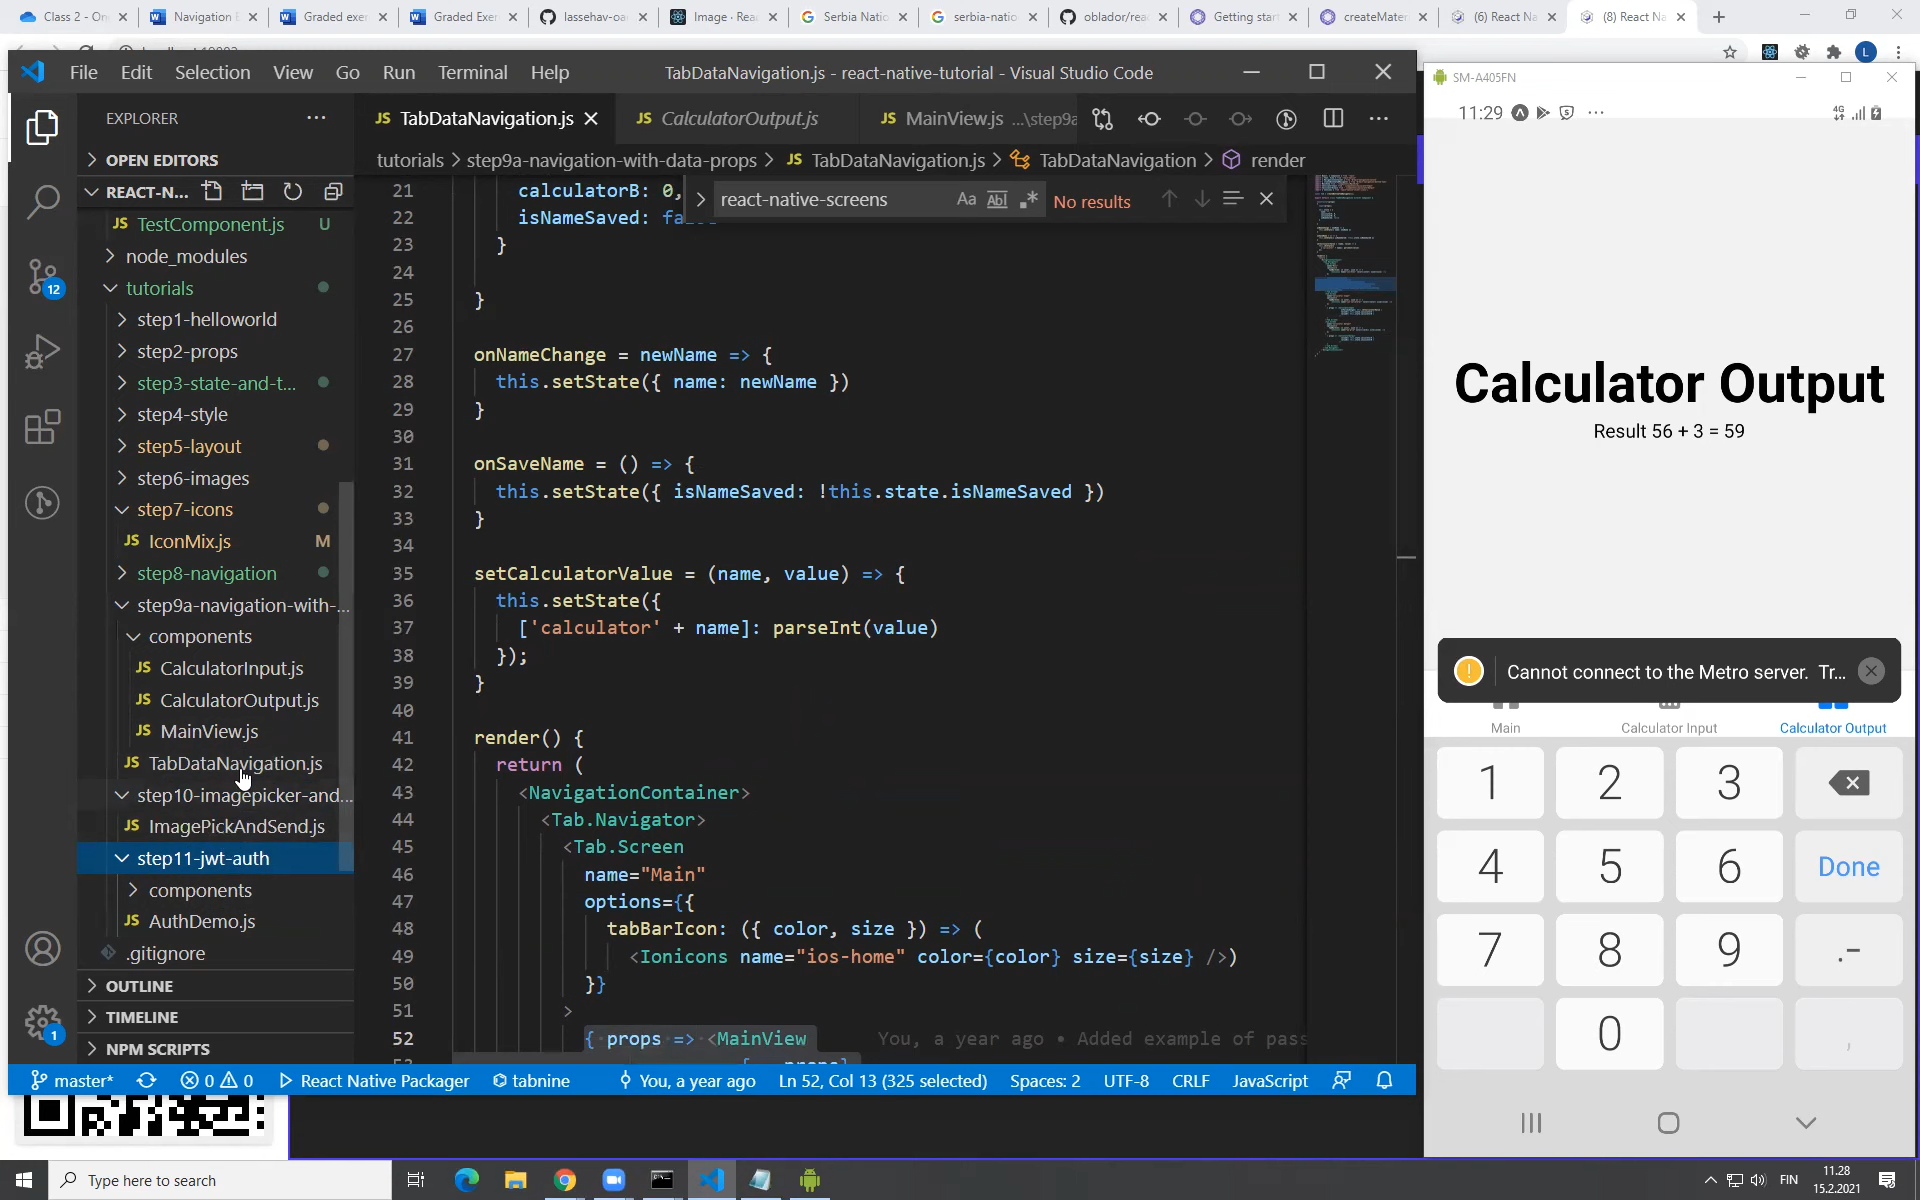 Class 2 - On
Navigation E
Graded exer
Graded Exer
lassehav-oa
Image · Rea
Serbia Natio
serbia-natio
oblador/rea
Getting star
createMater
(6) React Na
(8) React Na
File Edit Selection View Go Run Terminal Help
TabDataNavigation.js - react-native-tutorial - Visual Studio Code
SM-A405FN
EXPLORER
TabDataNavigation.js
CalculatorOutput.js
MainView.js ...\step9a
11:29
4G
OPEN EDITORS
tutorials > step9a-navigation-with-data-props > JS TabDataNavigation.js > TabDataNavigation > render
REACT-N...
react-native-screens
Aa
No results
JS TestComponent.js U
node_modules
tutorials
step1-helloworld
step2-props
step3-state-and-t...
step4-style
step5-layout
step6-images
step7-icons
JS IconMix.js M
step8-navigation
step9a-navigation-with-...
components
JS CalculatorInput.js
JS CalculatorOutput.js
JS MainView.js
JS TabDataNavigation.js
step10-imagepicker-and...
JS ImagePickAndSend.js
step11-jwt-auth
components
JS AuthDemo.js
.gitignore
OUTLINE
TIMELINE
NPM SCRIPTS
12
1
21 calculatorB: 0,
22 isNameSaved: fa
23 }
24
25 }
26
27 onNameChange = newName => {
28 this.setState({ name: newName })
29 }
30
31 onSaveName = () => {
32 this.setState({ isNameSaved: !this.state.isNameSaved })
33 }
34
35 setCalculatorValue = (name, value) => {
36 this.setState({
37 ['calculator' + name]: parseInt(value)
38 });
39 }
40
41 render() {
42 return (
43 <NavigationContainer>
44 <Tab.Navigator>
45 <Tab.Screen
46 name="Main"
47 options={{
48 tabBarIcon: ({ color, size }) => (
49 <Ionicons name="ios-home" color={color} size={size} />)
50 }}
51 >
52 { props => <MainView You, a year ago • Added example of pass
Calculator Output
Result 56 + 3 = 59
Cannot connect to the Metro server. Tr...
Main
Calculator Input
Calculator Output
1 2 3
4 5 6 Done
7 8 9 .-
0 ,
master*
0 0
React Native Packager
tabnine
You, a year ago
Ln 52, Col 13 (325 selected)
Spaces: 2
UTF-8
CRLF
JavaScript
Type here to search
FIN
11.28
15.2.2021